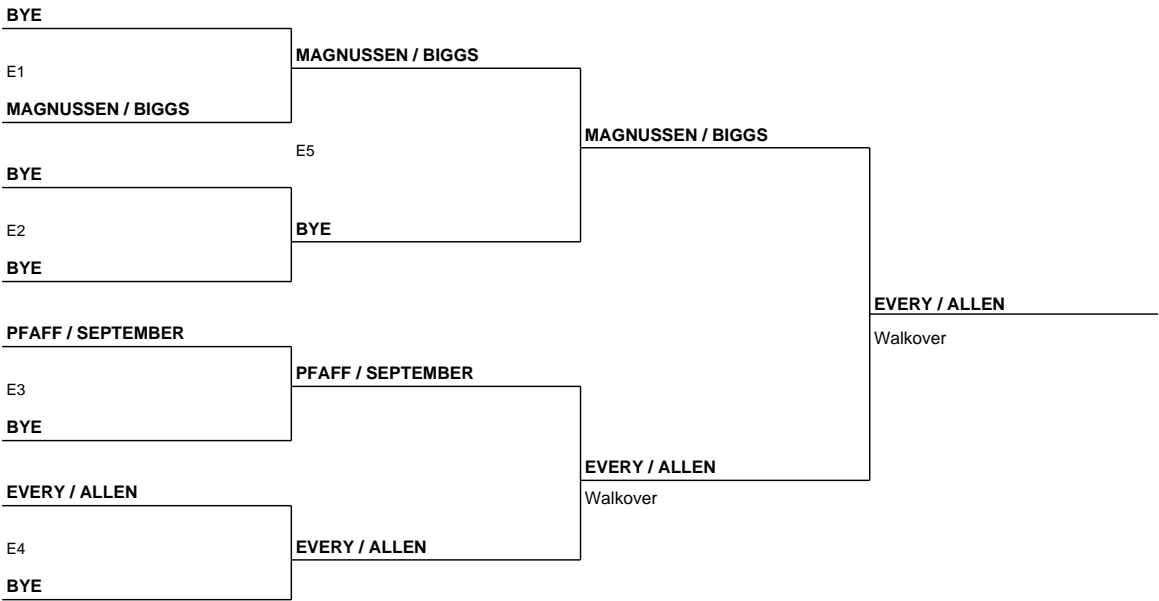 BYE
E1
MAGNUSSEN / BIGGS
BYE
E2
BYE
PFAFF / SEPTEMBER
E3
BYE
EVERY / ALLEN
E4
BYE
MAGNUSSEN / BIGGS
E5
BYE
PFAFF / SEPTEMBER
EVERY / ALLEN
MAGNUSSEN / BIGGS
EVERY / ALLEN
Walkover
EVERY / ALLEN
Walkover